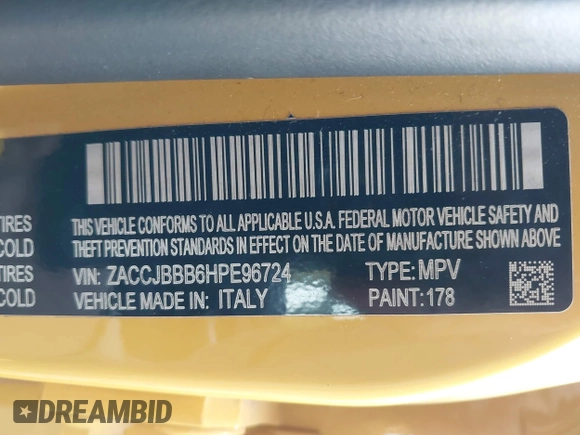 THIS VEHICLE CONFORMS TO ALL APPLICABLE U.S.A. FEDERAL MOTOR VEHICLE SAFETY AND
TIRES
THEFT PREVENTION STANDARDS IN EFFECT ON THE DATE OF MANUFACTURE SHOWN ABOVE
COLD
VIN: ZACCJBBB6HPE96724 TYPE: MPV
VEHICLE MADE IN: ITALY PAINT: 178
TIRES
COLD
DREAMBID